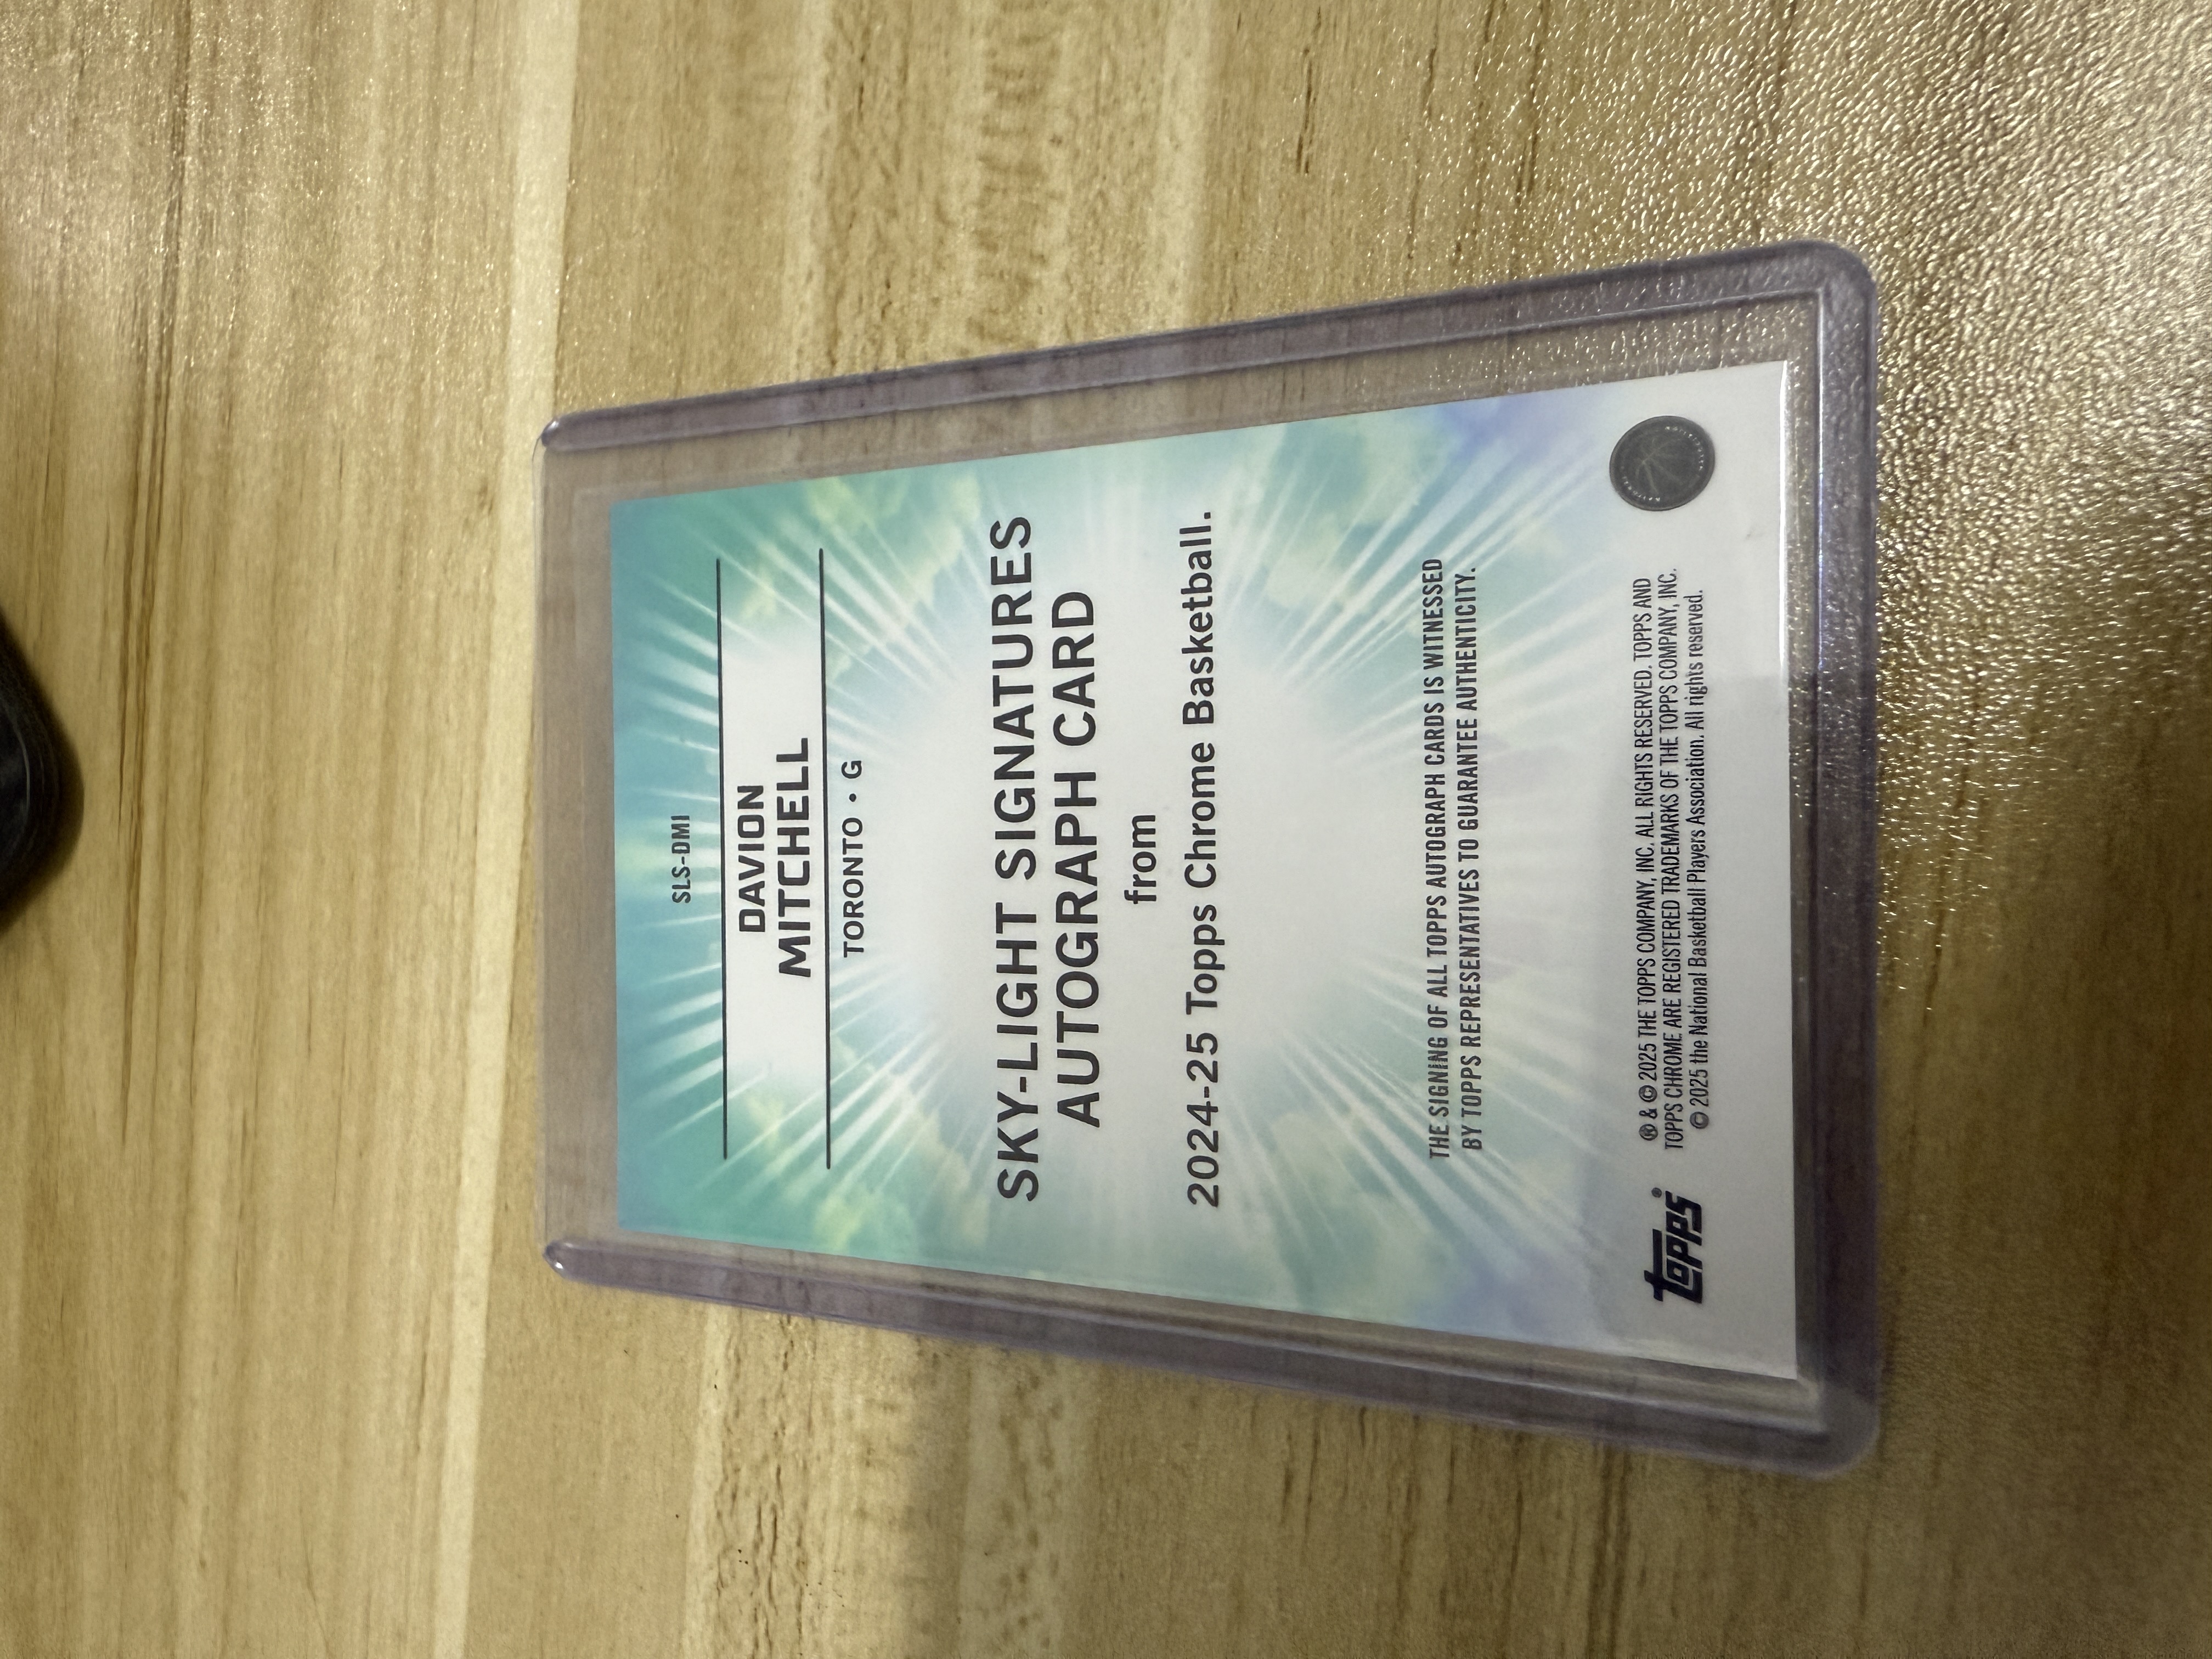 SLS-DMI
DAVION
MITCHELL
TORONTO • G
SKY-LIGHT SIGNATURES
AUTOGRAPH CARD
from
2024-25 Topps Chrome Basketball.
THE SIGNING OF ALL TOPPS AUTOGRAPH CARDS IS WITNESSED
BY TOPPS REPRESENTATIVES TO GUARANTEE AUTHENTICITY.
topps®
® & © 2025 THE TOPPS COMPANY, INC. ALL RIGHTS RESERVED. TOPPS AND
TOPPS CHROME ARE REGISTERED TRADEMARKS OF THE TOPPS COMPANY, INC.
© 2025 the National Basketball Players Association. All rights reserved.